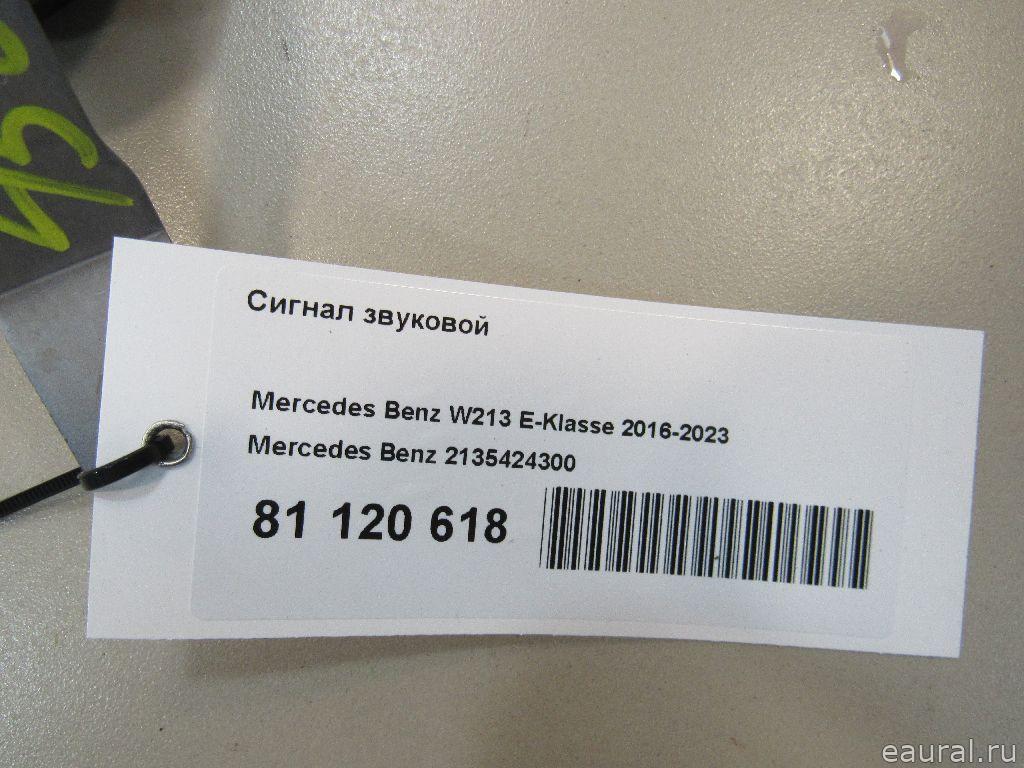 Сигнал звуковой
Mercedes Benz W213 E-Klasse 2016-2023
Mercedes Benz 2135424300
81 120 618
eaural.ru